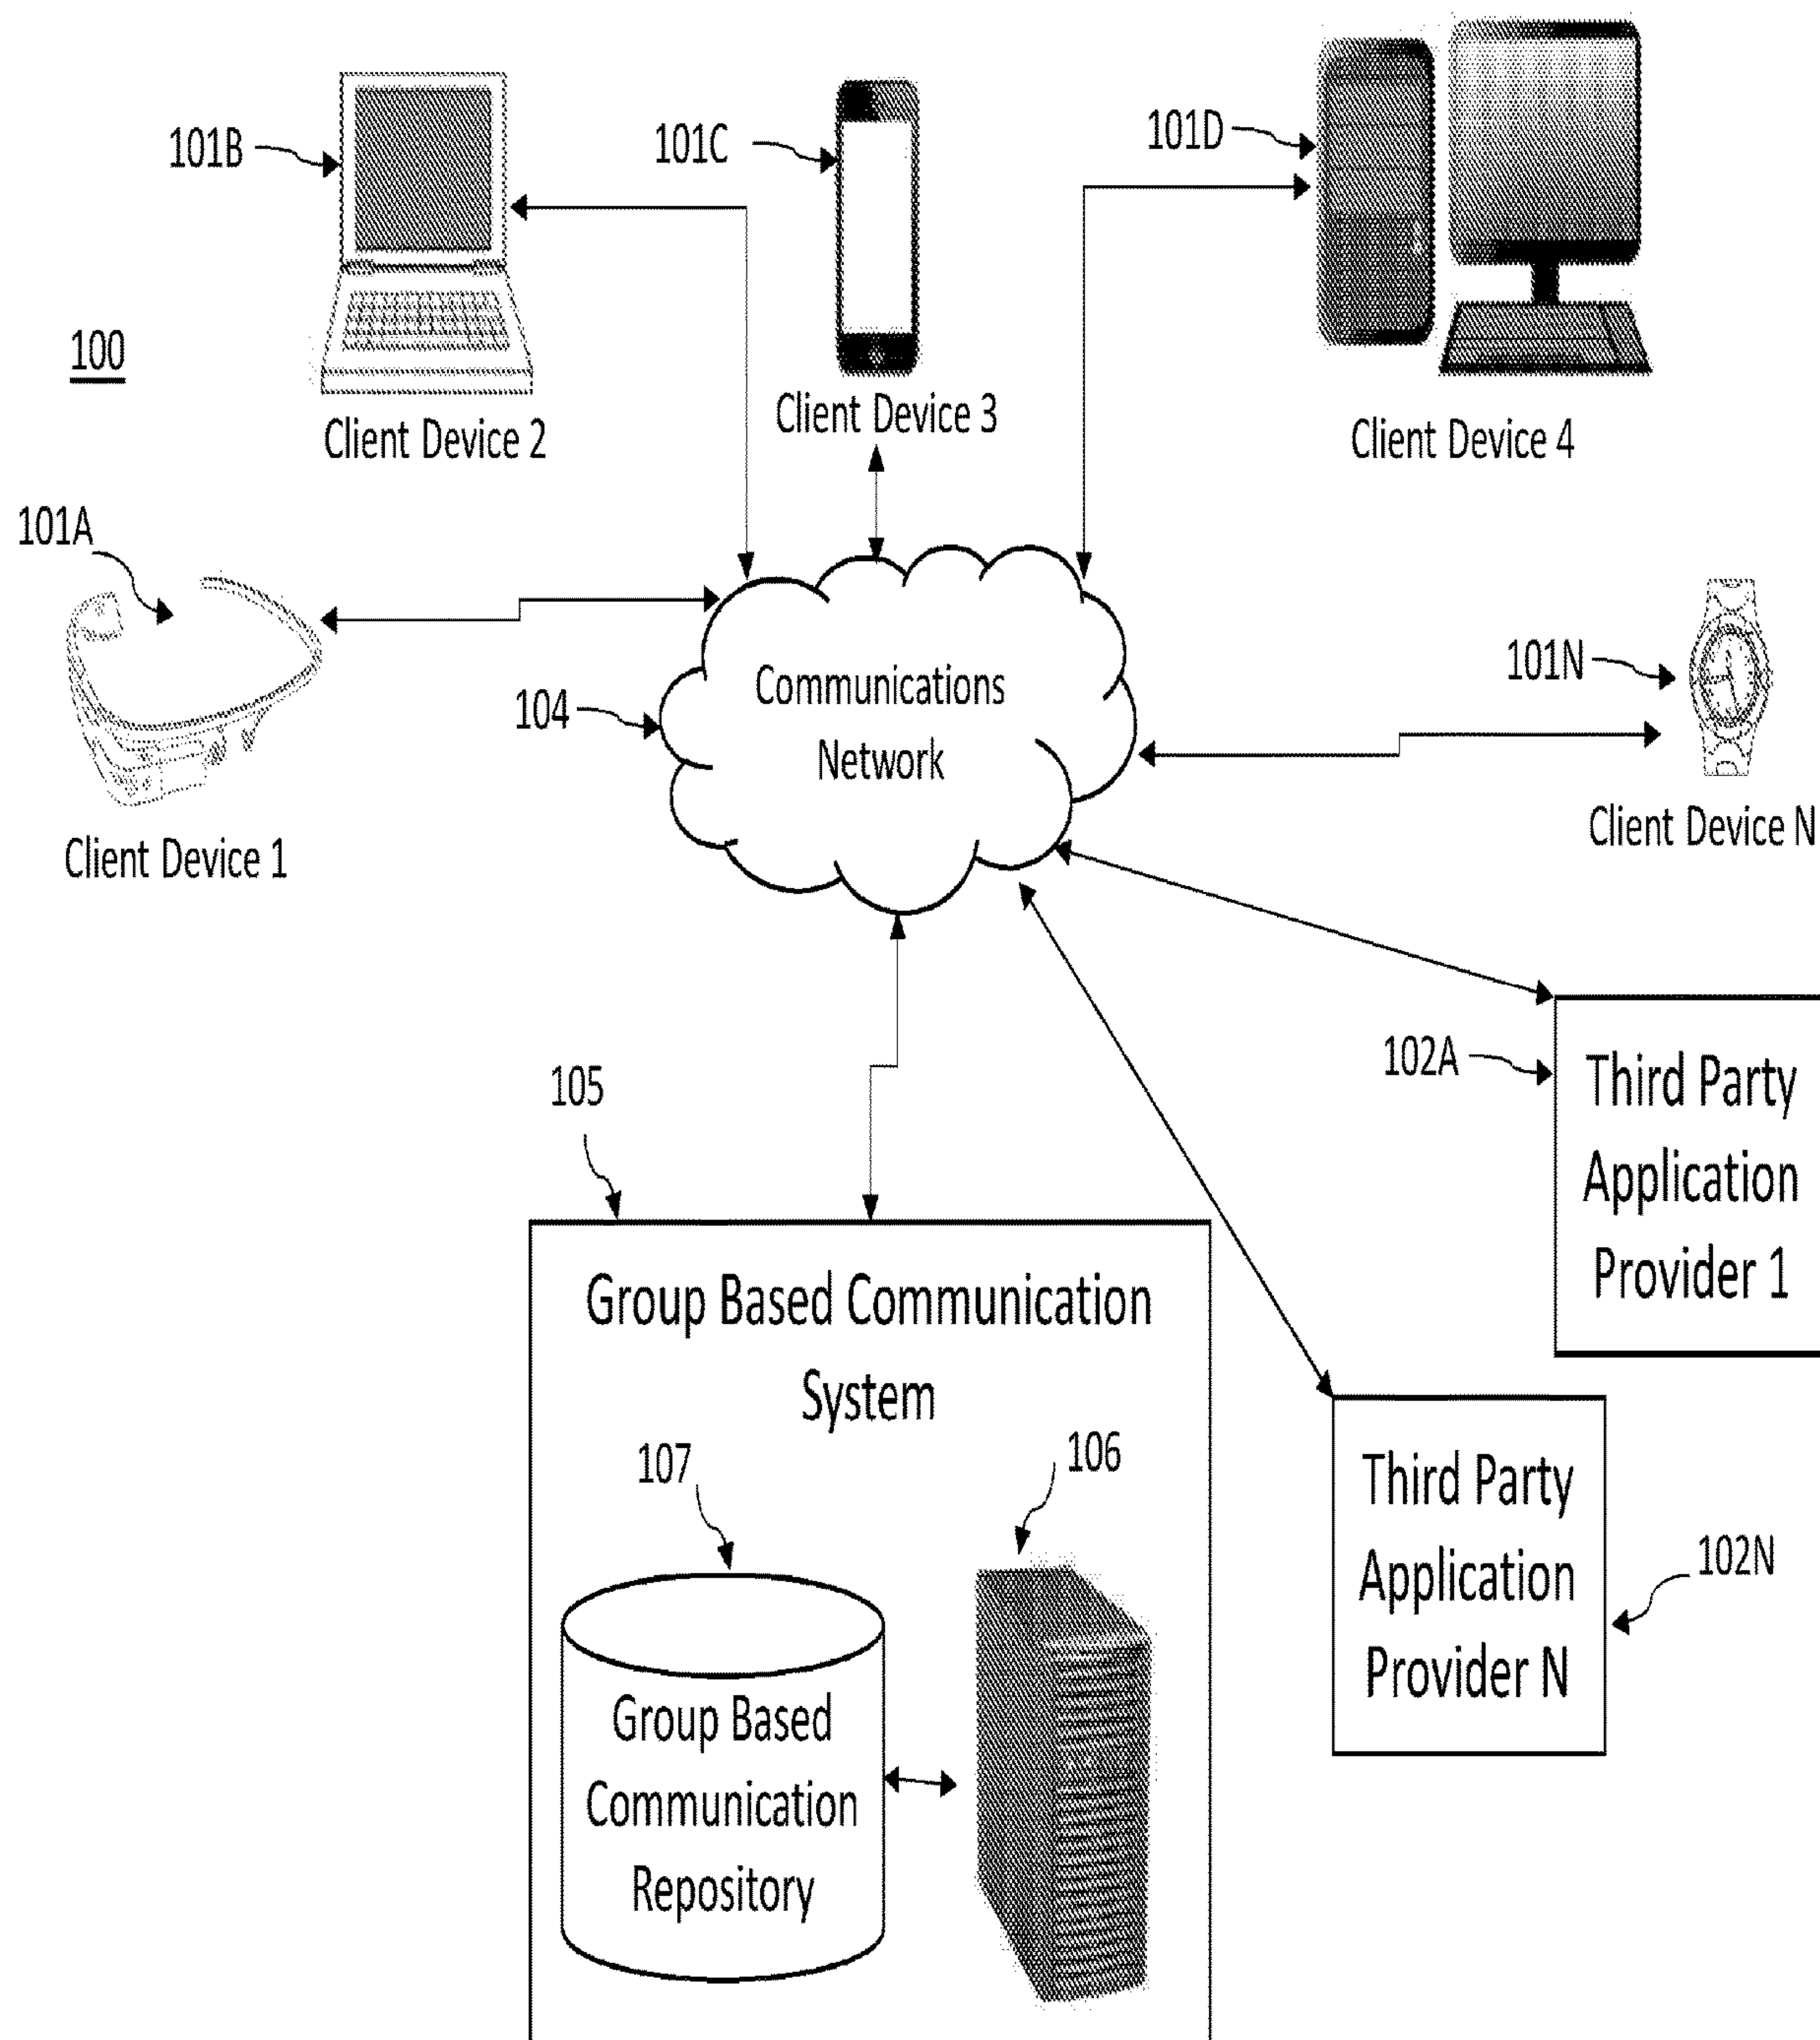 101B
101C
101D
100
Client Device 2
Client Device 3
Client Device 4
101A
101N
104
Communications
Network
Client Device 1
Client Device N
102A
Third Party
Application
Provider 1
105
Group Based Communication
System
107
106
Third Party
Application
Provider N
102N
Group Based
Communication
Repository